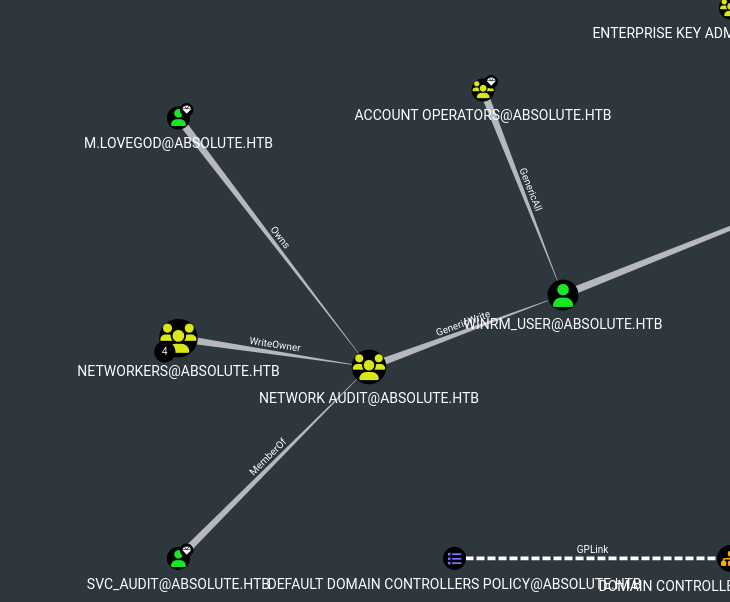 ENTERPRISE KEY ADM
ACCOUNT OPERATORS@ABSOLUTE.HTB
M.LOVEGOD@ABSOLUTE.HTB
GenericAll
Owns
GenericWrite
WINRM_USER@ABSOLUTE.HTB
WriteOwner
4
NETWORKERS@ABSOLUTE.HTB
NETWORK AUDIT@ABSOLUTE.HTB
MemberOf
GPLink
SVC_AUDIT@ABSOLUTE.HTB
DEFAULT DOMAIN CONTROLLERS POLICY@ABSOLUTE.HTB
DOMAIN CONTROLLE